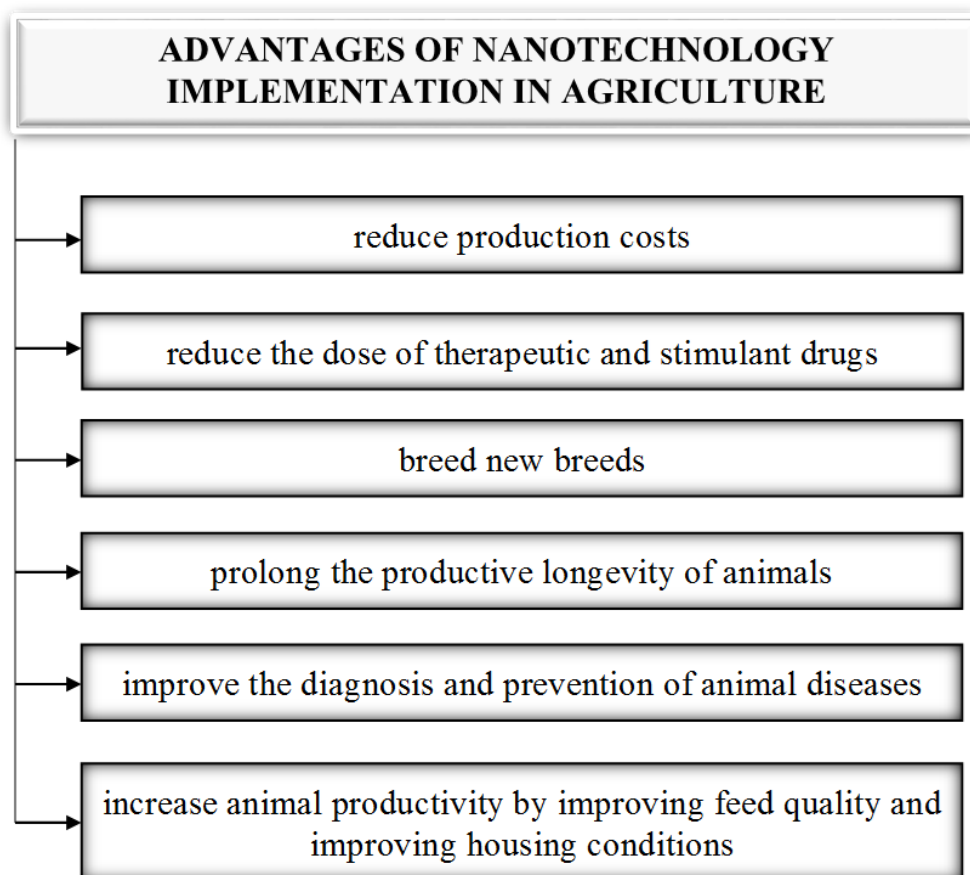 ADVANTAGES OF NANOTECHNOLOGY
IMPLEMENTATION IN AGRICULTURE
reduce production costs
reduce the dose of therapeutic and stimulant drugs
breed new breeds
prolong the productive longevity of animals
improve the diagnosis and prevention of animal diseases
increase animal productivity by improving feed quality and
improving housing conditions